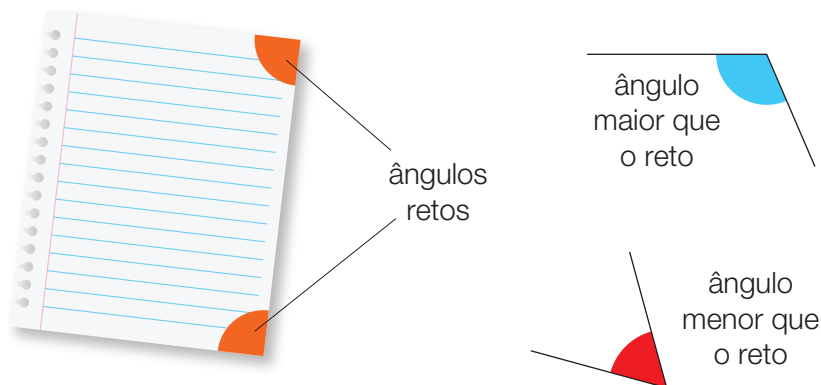 ângulos
retos
ângulo
maior que
o reto
ângulo
menor que
o reto